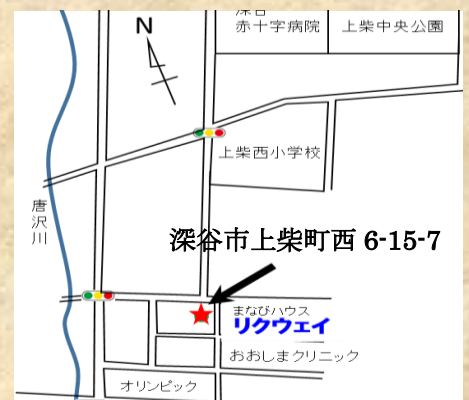 N
深谷
赤十字病院
上柴中央公園
上柴西小学校
唐沢川
深谷市上柴町西 6-15-7
まなびハウス
リクウェイ
おおしまクリニック
オリンピック